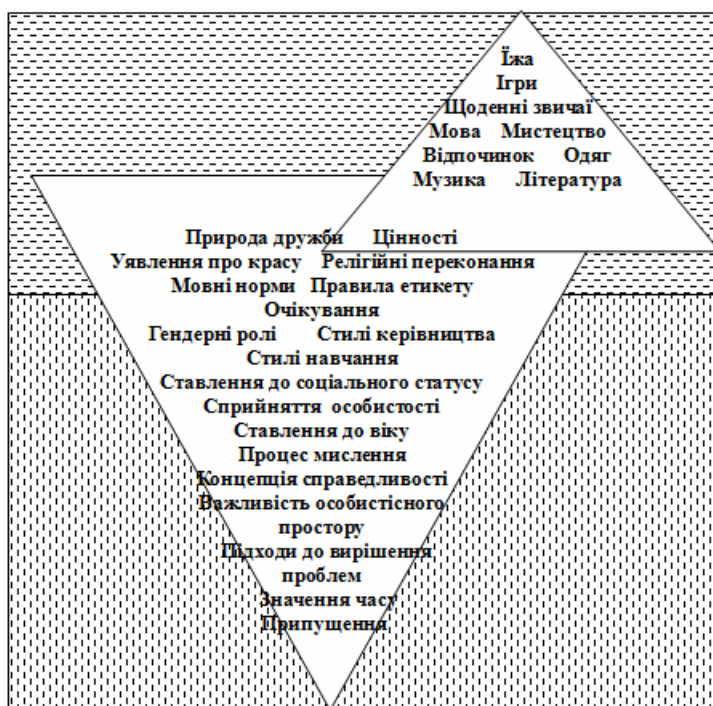 Їжа
Ігри
Щоденні звичаї
Мова Мистецтво
Відпочинок Одяг
Музика Література
Природа дружби Цінності
Уявлення про красу Релігійні переконання
Мовні норми Правила етикету
Очікування
Гендерні ролі Стилі керівництва
Стилі навчання
Ставлення до соціального статусу
Сприйняття особистості
Ставлення до віку
Процес мислення
Концепція справедливості
Важливість особистісного
простору
Підходи до вирішення
проблем
Значення часу
Припущення